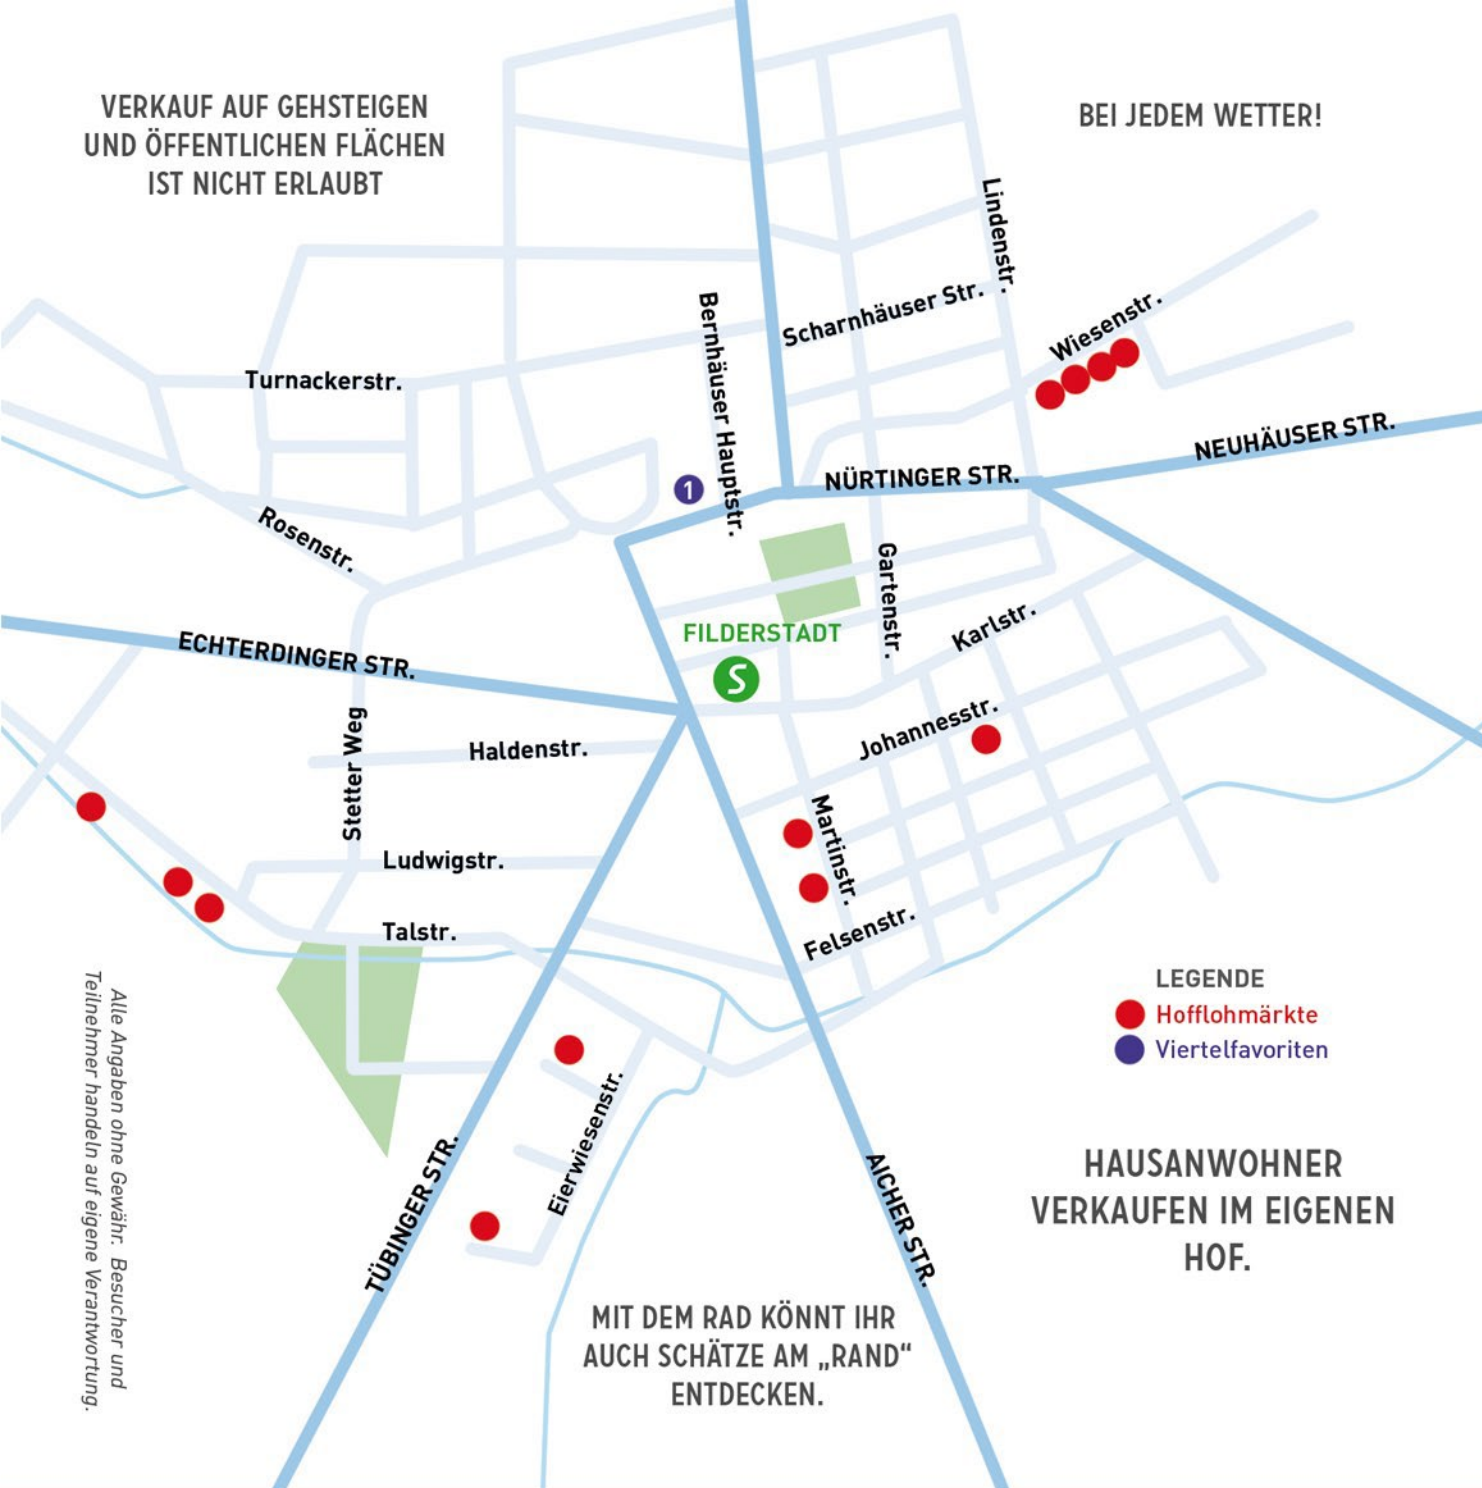 VERKAUF AUF GEHSTEIGEN
UND ÖFFENTLICHEN FLÄCHEN
IST NICHT ERLAUBT
BEI JEDEM WETTER!
Lindenstr.
Scharnhäuser Str.
Wiesenstr.
Bernhäuser Hauptstr.
Turnackerstr.
NEUHÄUSER STR.
NÜRTINGER STR.
1
Rosenstr.
Gartenstr.
Karlstr.
FILDERSTADT
S
ECHTERDINGER STR.
Stetter Weg
Haldenstr.
Johannesstr.
Martinstr.
Ludwigstr.
Talstr.
Felsenstr.
LEGENDE
Hofflohmärkte
Viertelfavoriten
Eierwiesenstr.
TÜBINGER STR.
AICHER STR.
HAUSANWOHNER
VERKAUFEN IM EIGENEN
HOF.
MIT DEM RAD KÖNNT IHR
AUCH SCHÄTZE AM „RAND“
ENTDECKEN.
Alle Angaben ohne Gewähr. Besucher und
Teilnehmer handeln auf eigene Verantwortung.